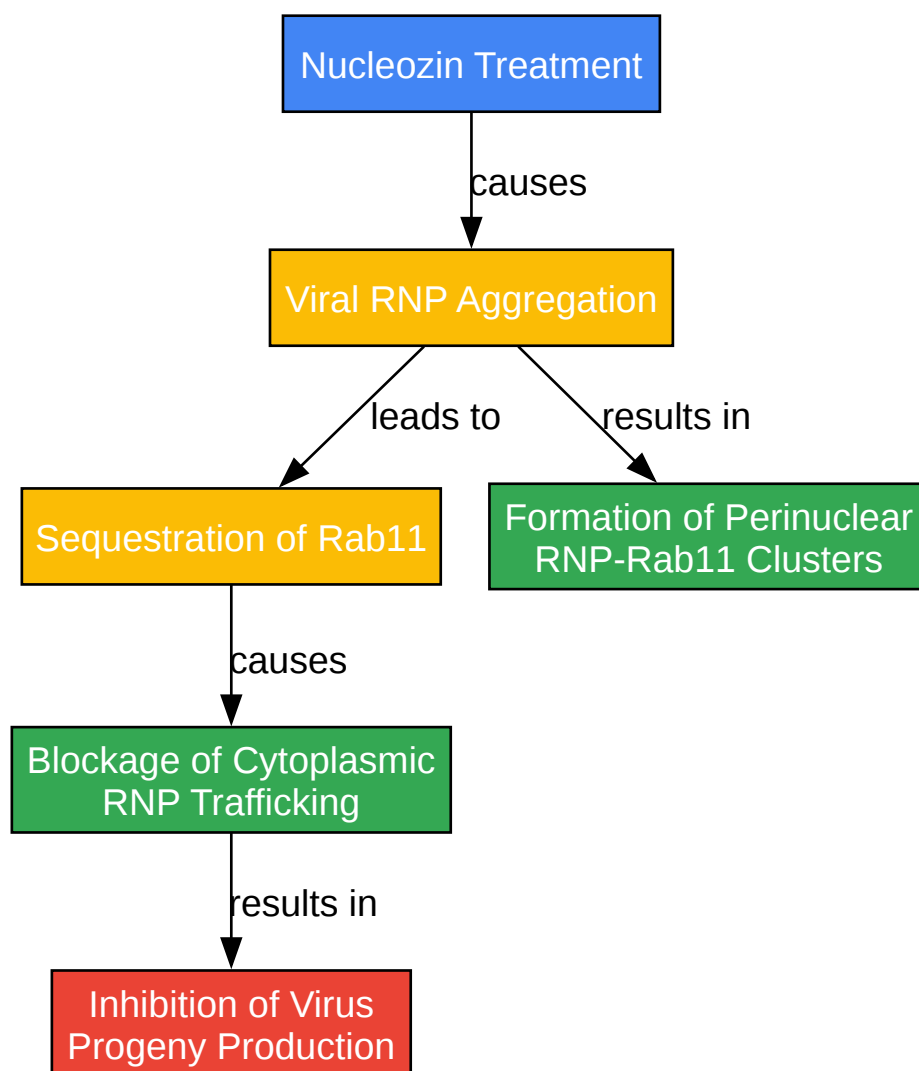 Nucleozin Treatment
causes
Viral RNP Aggregation
leads to
results in
Sequestration of Rab11
Formation of Perinuclear
RNP-Rab11 Clusters
causes
Blockage of Cytoplasmic
RNP Trafficking
results in
Inhibition of Virus
Progeny Production